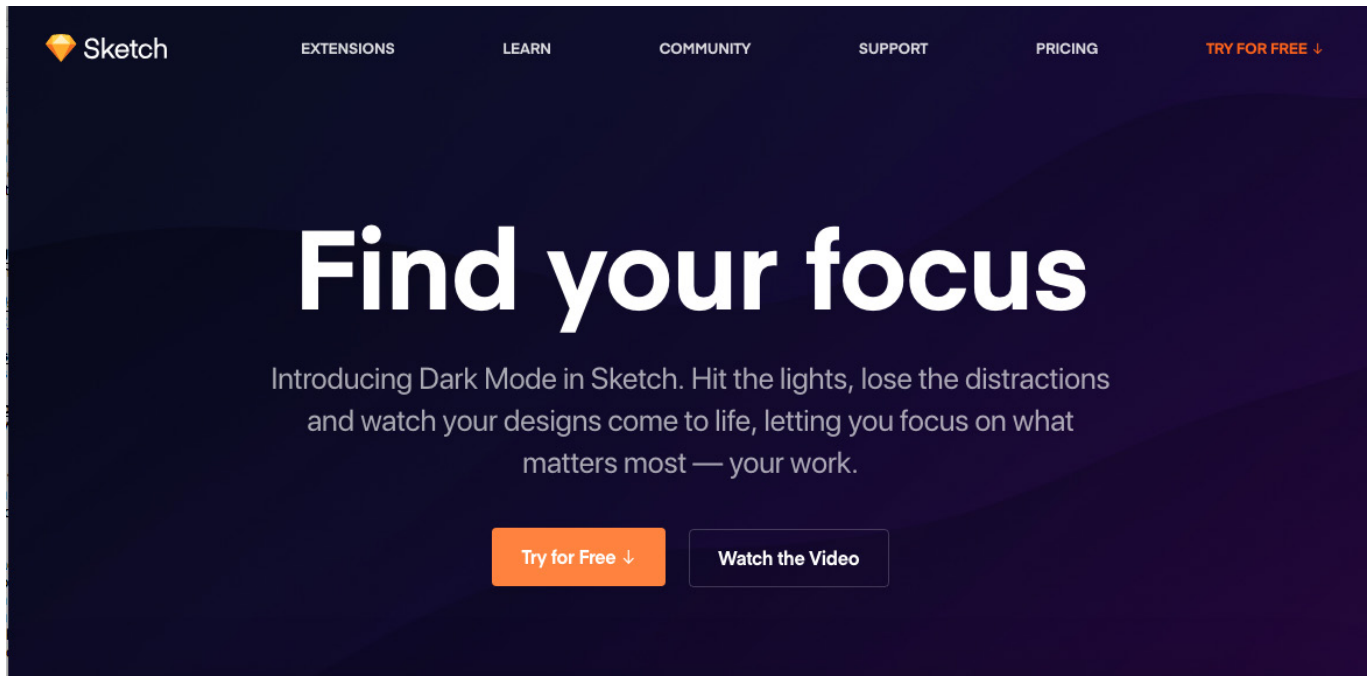 Sketch
EXTENSIONS
LEARN
COMMUNITY
SUPPORT
PRICING
TRY FOR FREE ↓
Find your focus
Introducing Dark Mode in Sketch. Hit the lights, lose the distractions
and watch your designs come to life, letting you focus on what
matters most — your work.
Try for Free ↓
Watch the Video